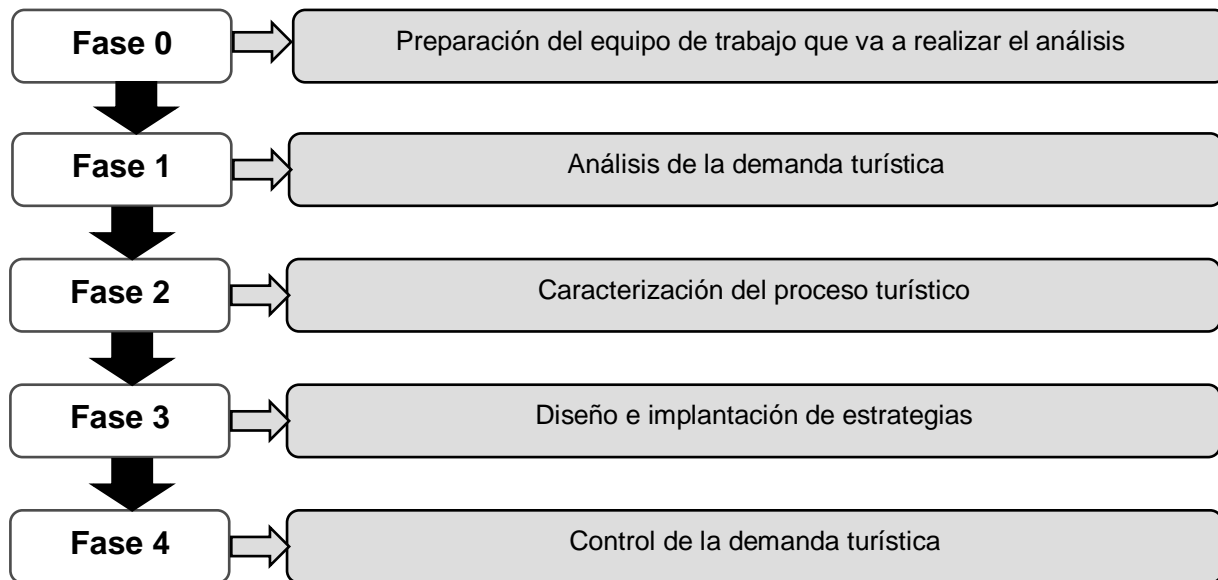 Fase 0
Preparación del equipo de trabajo que va a realizar el análisis
Fase 1
Análisis de la demanda turística
Fase 2
Caracterización del proceso turístico
Fase 3
Diseño e implantación de estrategias
Fase 4
Control de la demanda turística